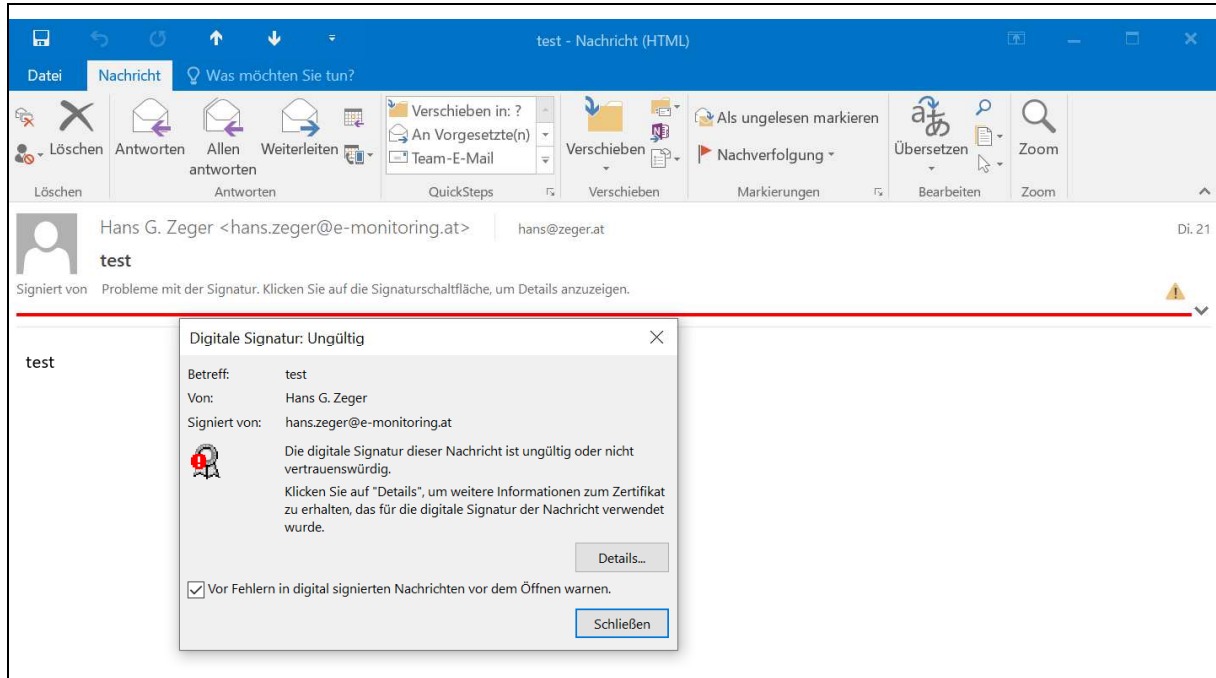 test - Nachricht (HTML)
Datei Nachricht Was möchten Sie tun?
Löschen
Antworten
Allen
antworten
Weiterleiten
Verschieben in: ?
An Vorgesetzte(n)
Team-E-Mail
Verschieben
Als ungelesen markieren
Nachverfolgung
Übersetzen
Zoom
Löschen Antworten QuickSteps Verschieben Markierungen Bearbeiten Zoom
Hans G. Zeger <hans.zeger@e-monitoring.at> hans@zeger.at Di. 21
test
Signiert von Probleme mit der Signatur. Klicken Sie auf die Signaturschaltfläche, um Details anzuzeigen.
test
Digitale Signatur: Ungültig
Betreff: test
Von: Hans G. Zeger
Signiert von: hans.zeger@e-monitoring.at
Die digitale Signatur dieser Nachricht ist ungültig oder nicht
vertrauenswürdig.
Klicken Sie auf "Details", um weitere Informationen zum Zertifikat
zu erhalten, das für die digitale Signatur der Nachricht verwendet
wurde.
Details...
Vor Fehlern in digital signierten Nachrichten vor dem Öffnen warnen.
Schließen